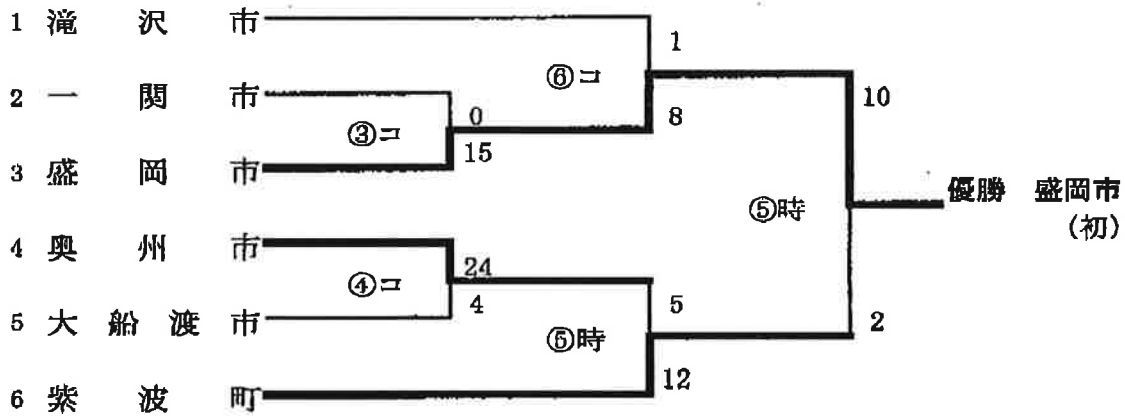 1 滝沢市
1
⑥コ
2 一関市
10
0
8
③コ
15
3 盛岡市
優勝 盛岡市
⑤時
(初)
4 奥州市
24
④コ
4
5
5 大船渡市
2
⑤時
12
6 紫波町